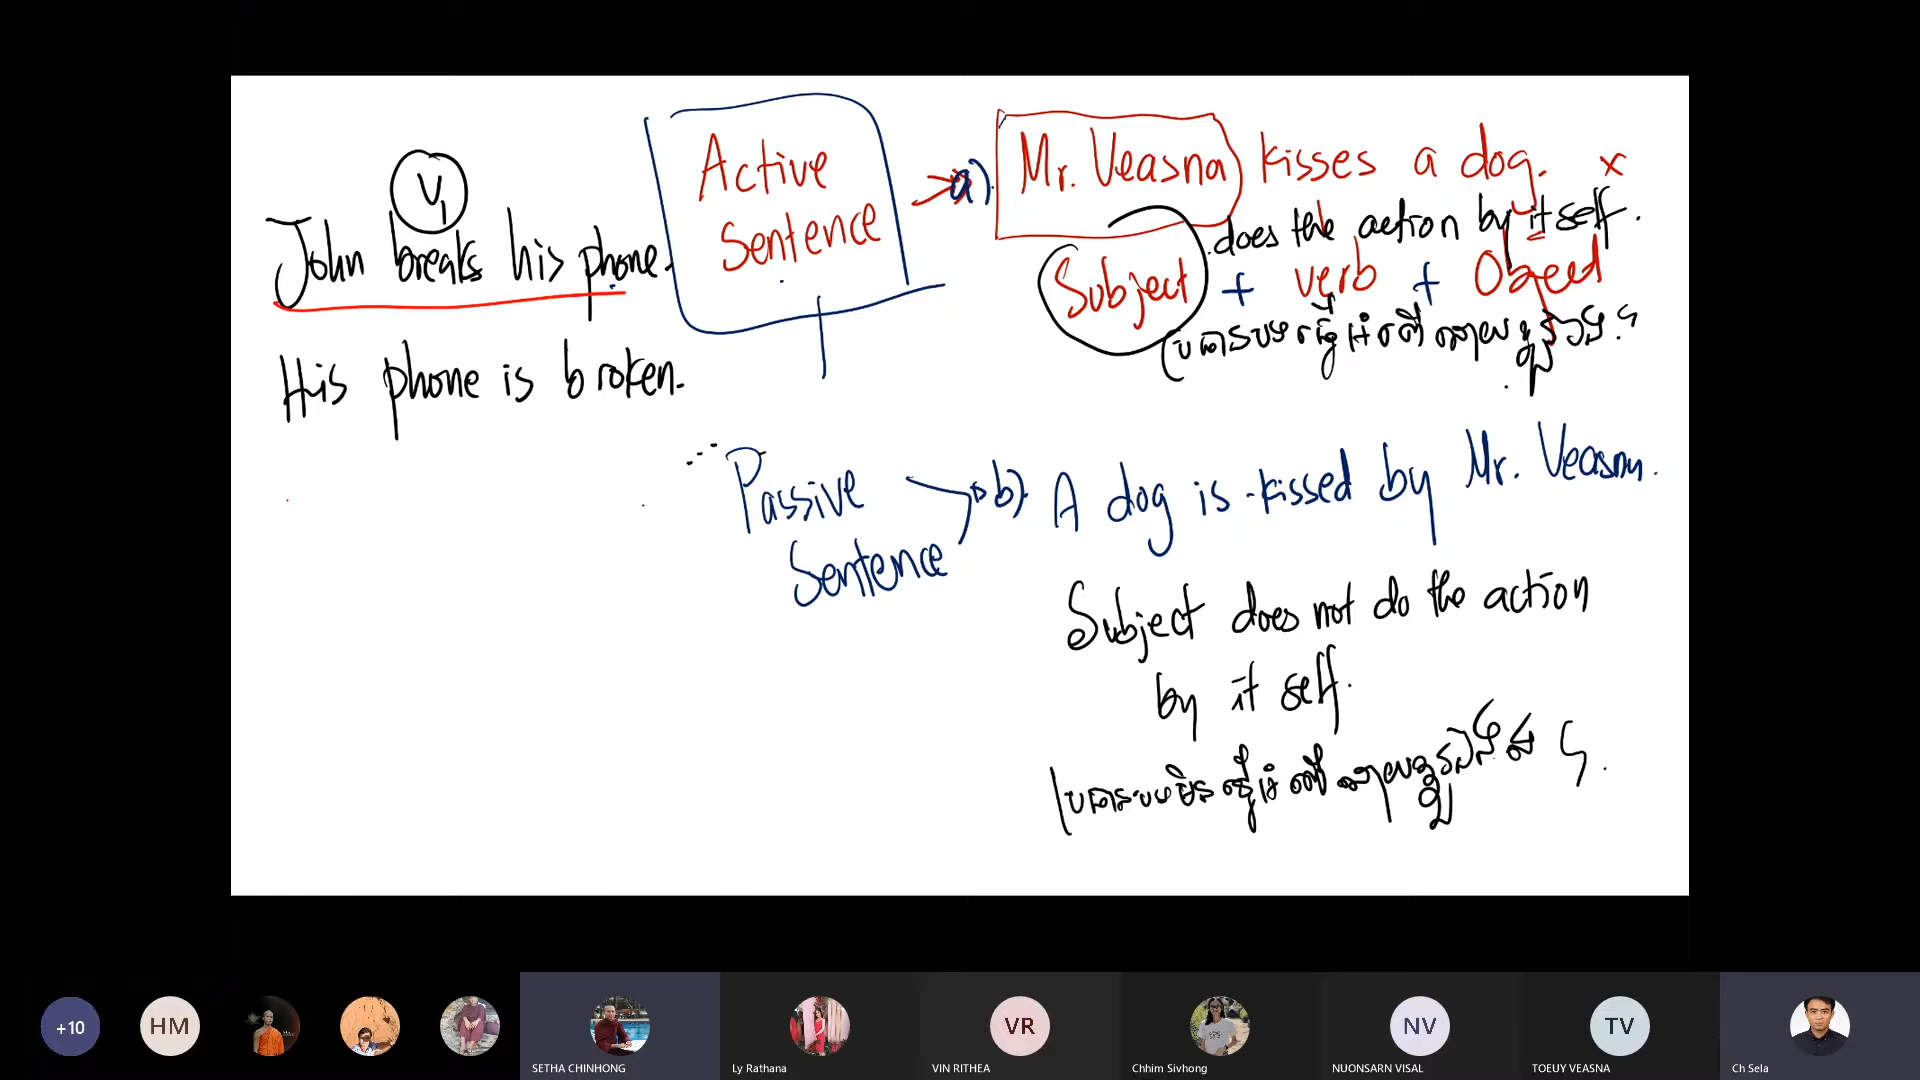 V1
John breaks his phone.
His phone is broken.
Active
Sentence
a). Mr. Veasna kisses a dog. x
does the action by it self.
Subject + verb + Object
Passive
Sentence
b). A dog is kissed by Mr. Veasna.
Subject does not do the action
by it self.
+10
HM
SETHA CHINHONG
Ly Rathana
VR
VIN RITHEA
Chhim Sivhong
NV
NUONSARN VISAL
TV
TOEUY VEASNA
Ch Sela